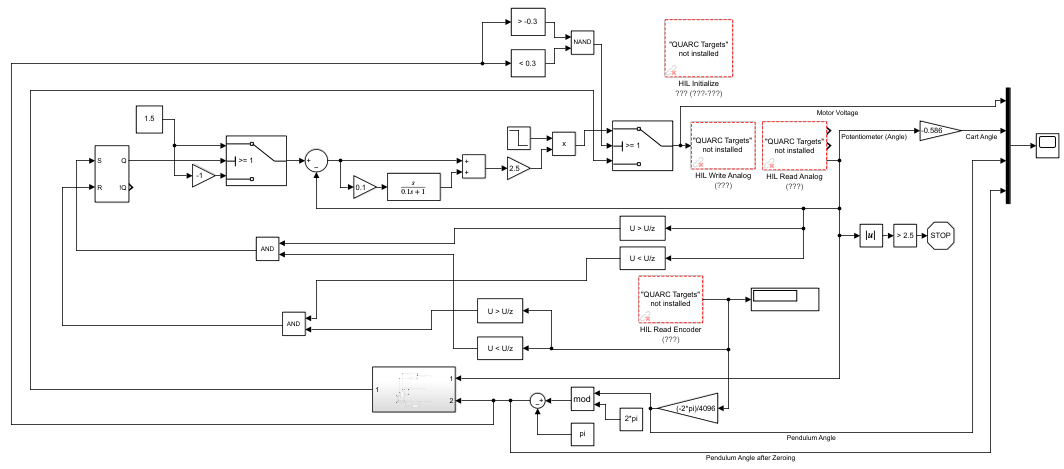 > -0.3
NAND
< 0.3
"QUARC Targets"
not installed
HIL Initialize
??? (???-???)
Motor Voltage
1.5
S
Q
R
!Q
>= 1
-1
+
−
0.1
s
0.1s + 1
+
+
2.5
x
>= 1
"QUARC Targets"
not installed
HIL Write Analog
(???)
"QUARC Targets"
not installed
HIL Read Analog
(???)
Potentiometer (Angle)
-0.586
Cart Angle
AND
U > U/z
U < U/z
|u|
> 2.5
STOP
"QUARC Targets"
not installed
HIL Read Encoder
(???)
AND
U > U/z
U < U/z
1
1
2
+
−
mod
2*pi
(-2*pi)/4096
pi
Pendulum Angle
Pendulum Angle after Zeroing